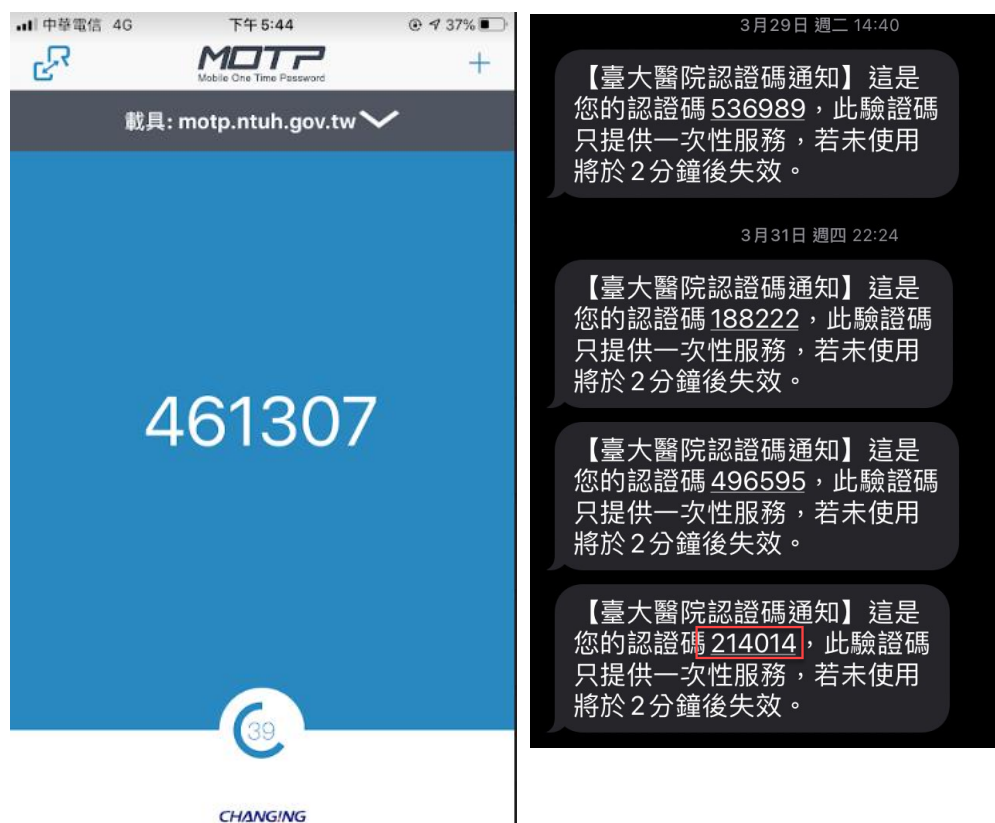 中華電信 4G 下午5:44 37%
MOTP
Mobile One Time Password
載具: motp.ntuh.gov.tw
461307
39
CHANGING
3月29日 週二 14:40
【臺大醫院認證碼通知】這是
您的認證碼 536989，此驗證碼
只提供一次性服務，若未使用
將於2分鐘後失效。
3月31日 週四 22:24
【臺大醫院認證碼通知】這是
您的認證碼 188222，此驗證碼
只提供一次性服務，若未使用
將於2分鐘後失效。
【臺大醫院認證碼通知】這是
您的認證碼 496595，此驗證碼
只提供一次性服務，若未使用
將於2分鐘後失效。
【臺大醫院認證碼通知】這是
您的認證碼 214014，此驗證碼
只提供一次性服務，若未使用
將於2分鐘後失效。